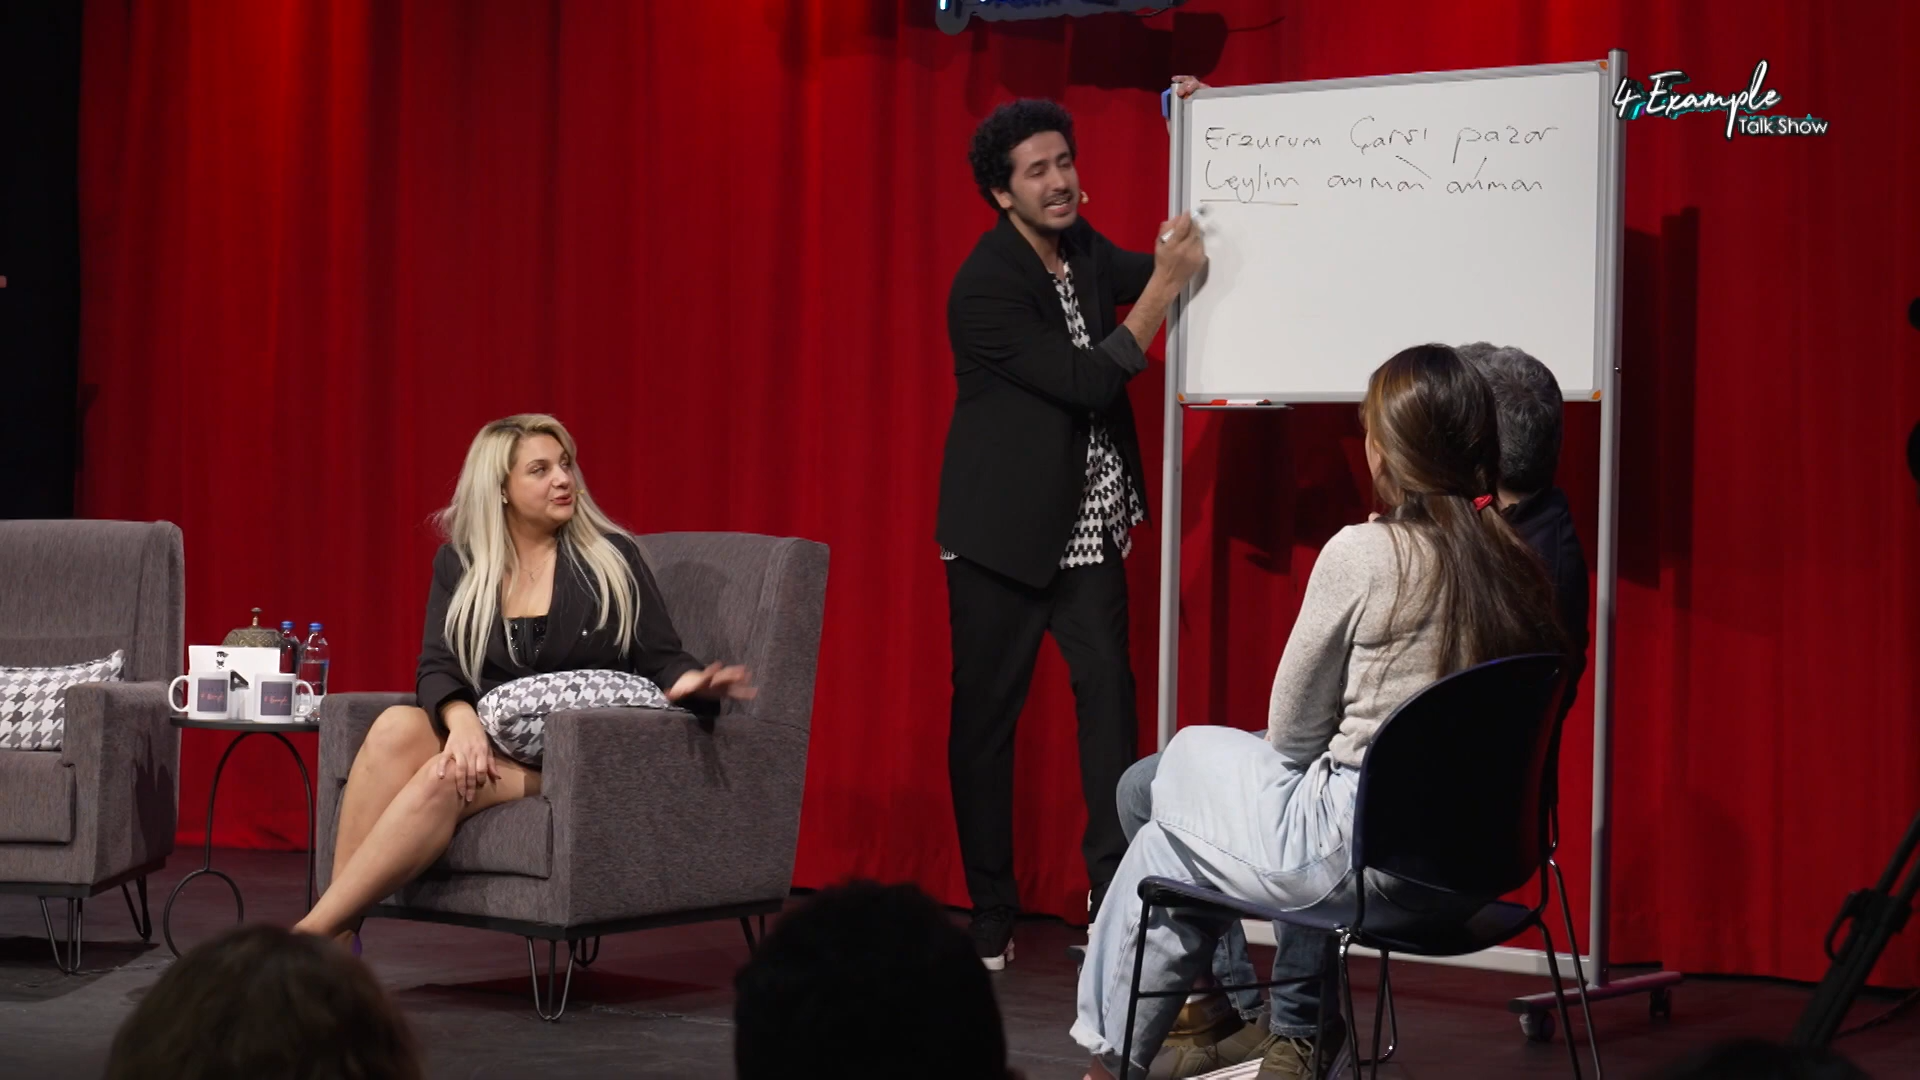 4 Example
Talk Show
Erzurum Çarşı pazar
Leylim amman amman